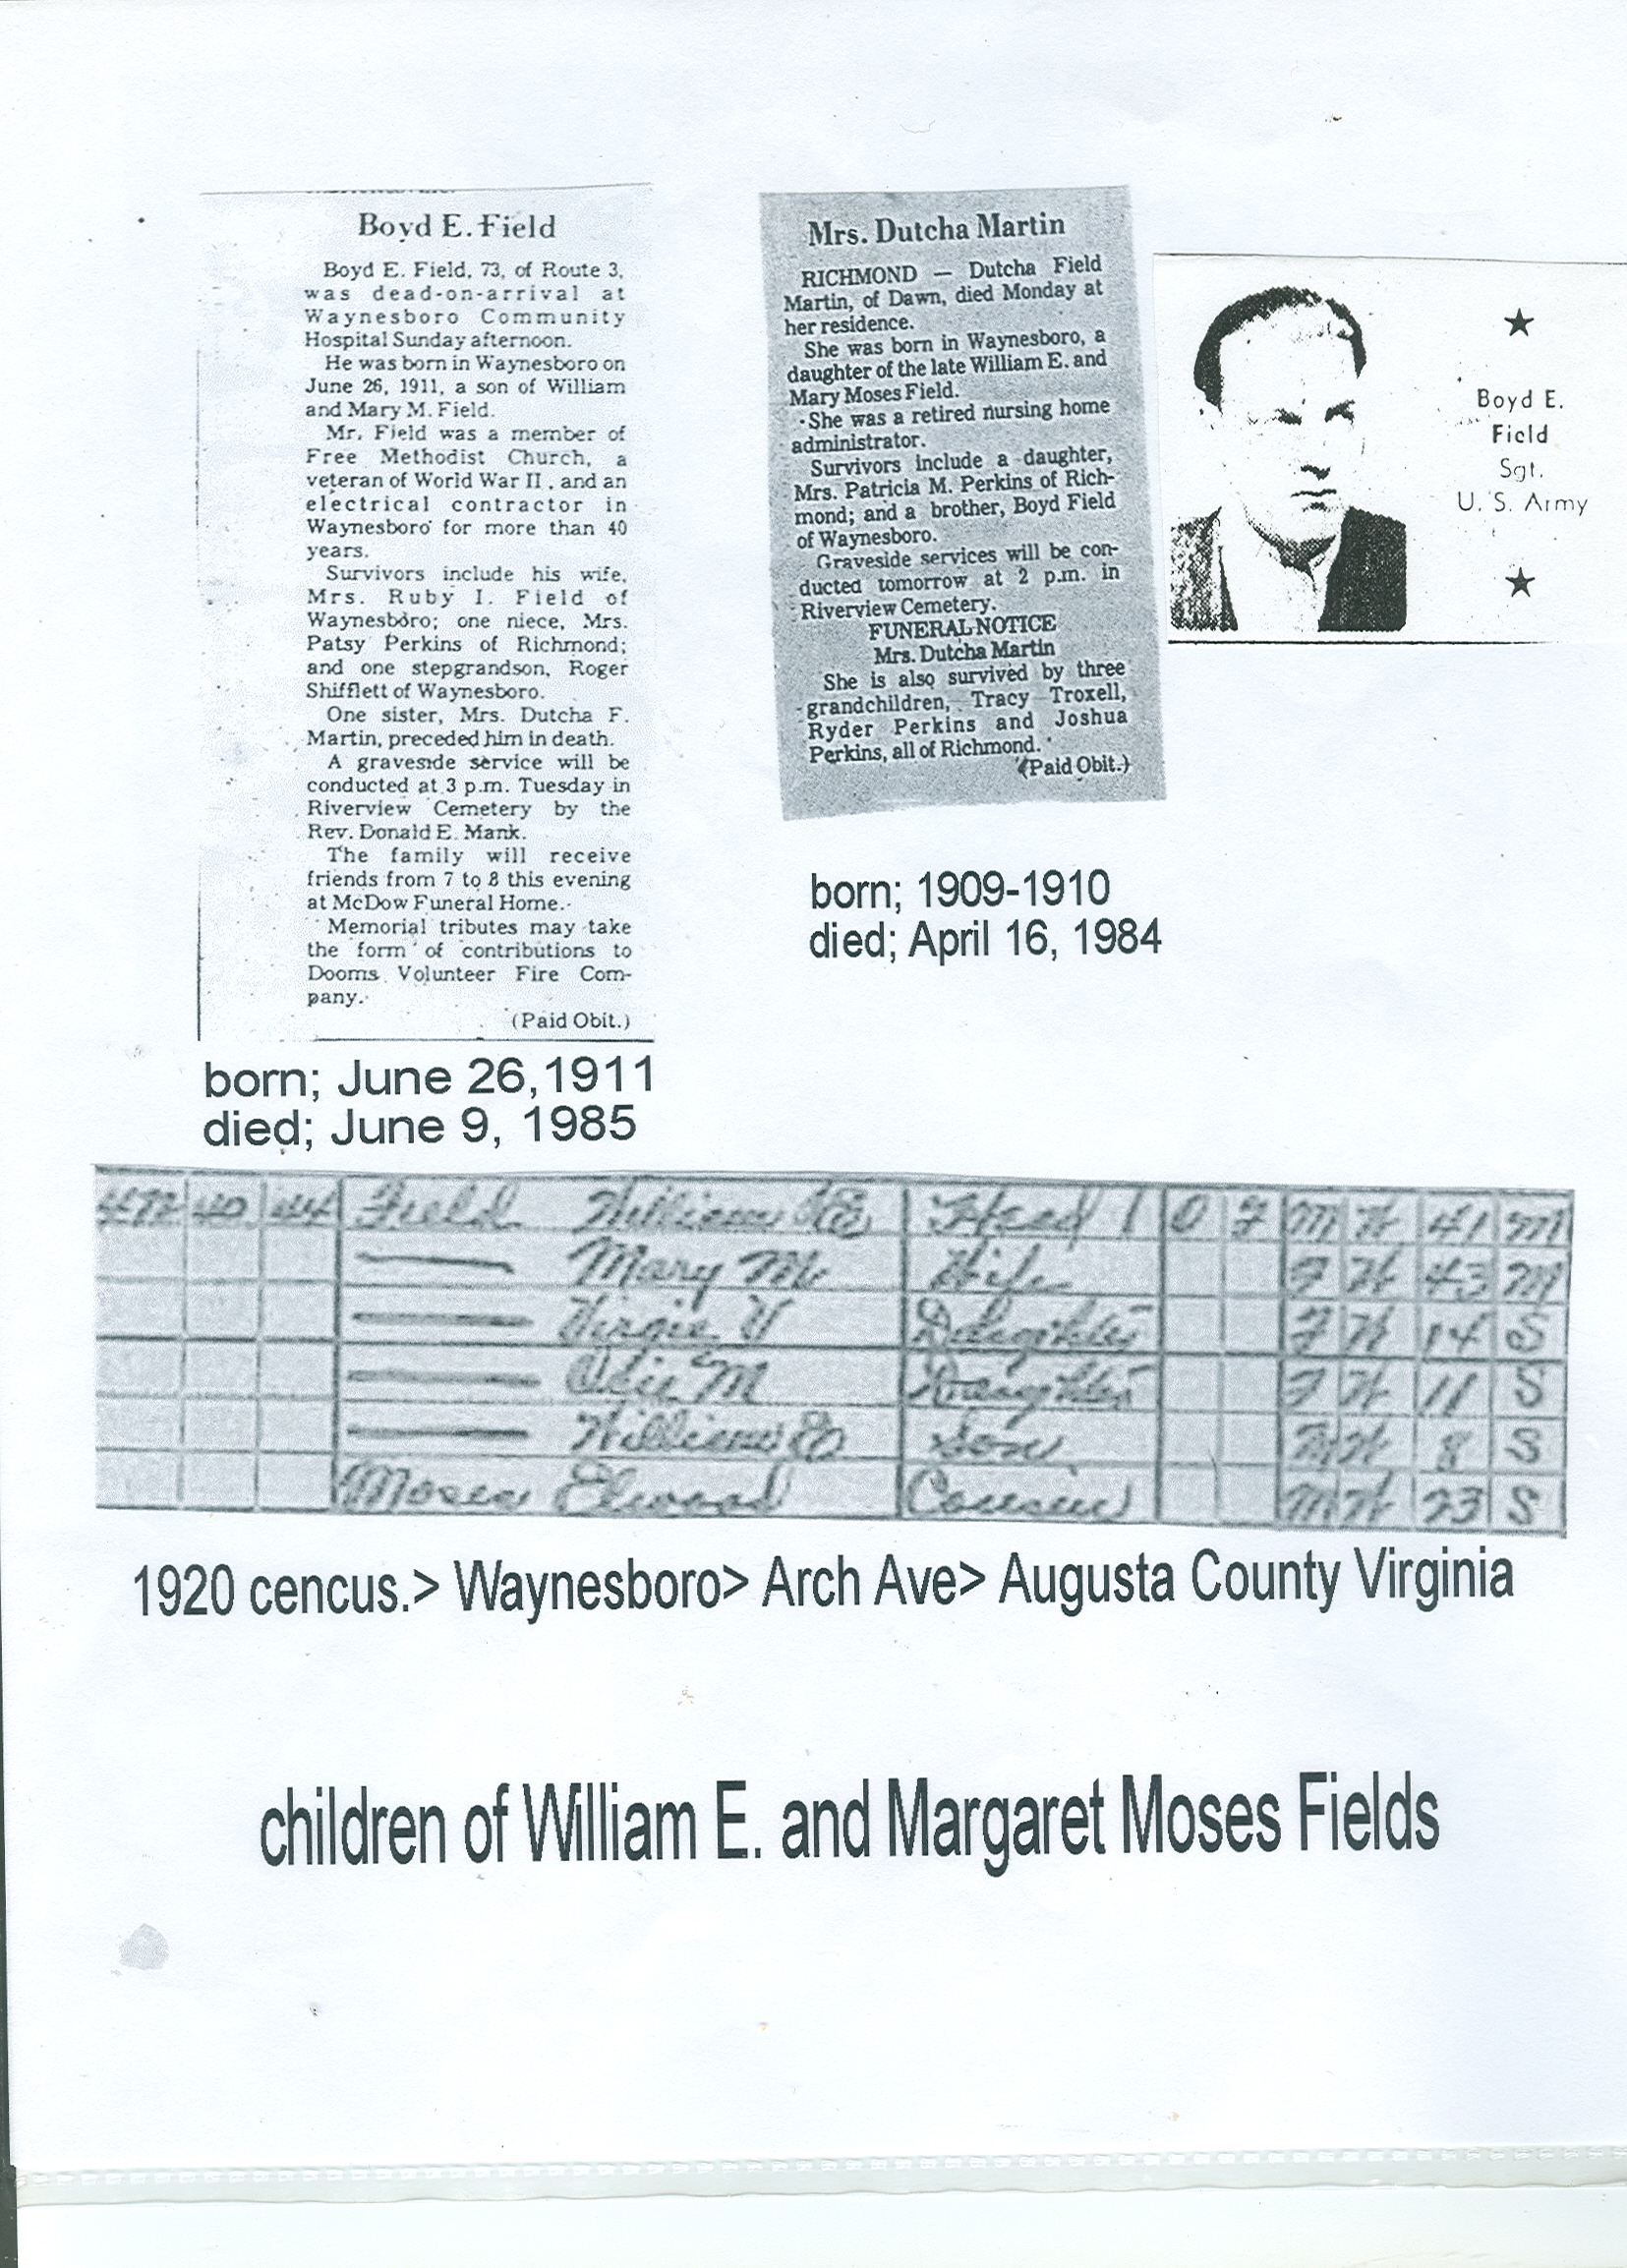 Boyd E. Field
Boyd E. Field, 73, of Route 3,
was dead-on-arrival at
Waynesboro Community
Hospital Sunday afternoon.
He was born in Waynesboro on
June 26, 1911, a son of William
and Mary M. Field.
Mr. Field was a member of
Free Methodist Church, a
veteran of World War II, and an
electrical contractor in
Waynesboro for more than 40
years.
Survivors include his wife,
Mrs. Ruby I. Field of
Waynesboro; one niece, Mrs.
Patsy Perkins of Richmond;
and one stepgrandson, Roger
Shifflett of Waynesboro.
One sister, Mrs. Dutcha F.
Martin, preceded him in death.
A graveside service will be
conducted at 3 p.m. Tuesday in
Riverview Cemetery by the
Rev. Donald E. Mank.
The family will receive
friends from 7 to 8 this evening
at McDow Funeral Home.
Memorial tributes may take
the form of contributions to
Dooms Volunteer Fire Com-
pany.
(Paid Obit.)
born; June 26,1911
died; June 9, 1985
Mrs. Dutcha Martin
RICHMOND — Dutcha Field
Martin, of Dawn, died Monday at
her residence.
She was born in Waynesboro, a
daughter of the late William E. and
Mary Moses Field.
She was a retired nursing home
administrator.
Survivors include a daughter,
Mrs. Patricia M. Perkins of Rich-
mond; and a brother, Boyd Field
of Waynesboro.
Graveside services will be con-
ducted tomorrow at 2 p.m. in
Riverview Cemetery.
FUNERAL NOTICE
Mrs. Dutcha Martin
She is also survived by three
grandchildren, Tracy Troxell,
Ryder Perkins and Joshua
Perkins, all of Richmond.
(Paid Obit.)
born; 1909-1910
died; April 16, 1984
Boyd E.
Field
Sgt.
U. S. Army
Field William E Head 1 O F M W 41 M
Mary M Wife F W 43 M
Virgie V Daughter F W 14 S
M Daughter F W 11 S
William B Son M W 8 S
Moses Elwood Cousin M W 23 S
1920 cencus.> Waynesboro> Arch Ave> Augusta County Virginia
children of William E. and Margaret Moses Fields